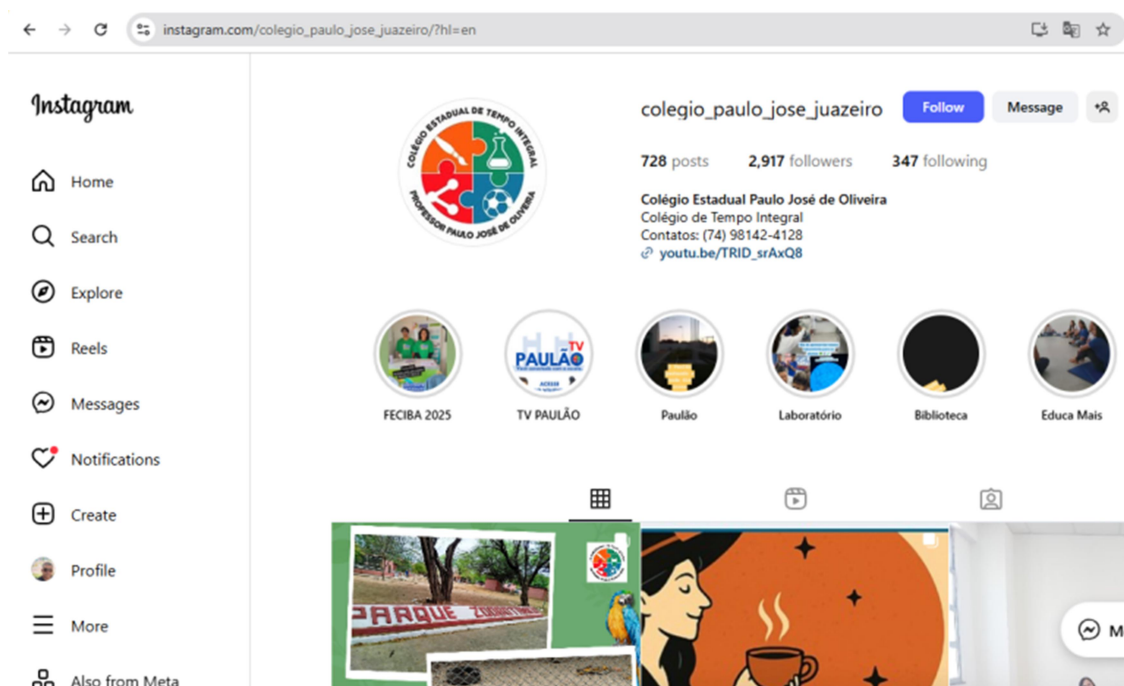 instagram.com/colegio_paulo_jose_juazeiro/?hl=en
Instagram
Home
Search
Explore
Reels
Messages
Notifications
Create
Profile
More
Also from Meta
COLÉGIO ESTADUAL DE TEMPO INTEGRAL
PROFESSOR PAULO JOSÉ DE OLIVEIRA
colegio_paulo_jose_juazeiro Follow Message
728 posts 2,917 followers 347 following
Colégio Estadual Paulo José de Oliveira
Colégio de Tempo Integral
Contatos: (74) 98142-4128
youtu.be/TRID_srAxQ8
TV
PAULÃO
FECIBA 2025 TV PAULÃO Paulão Laboratório Biblioteca Educa Mais
PARQUE
M